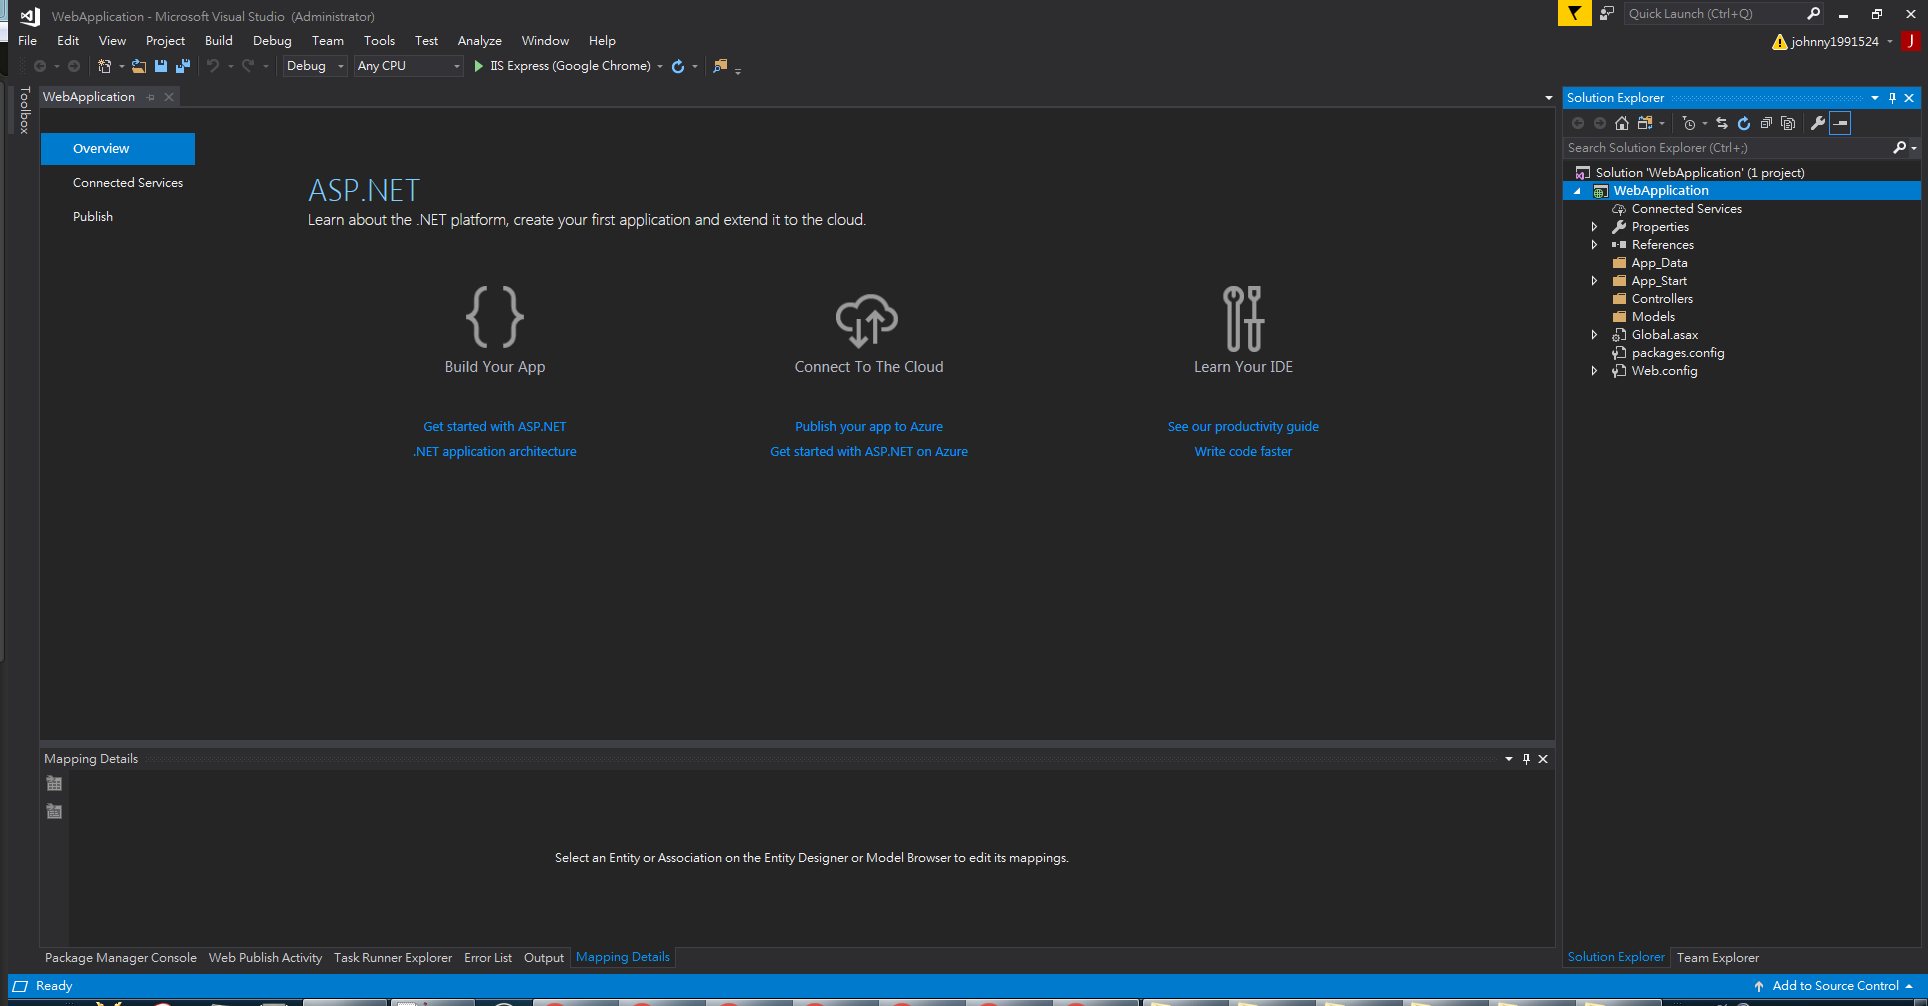 WebApplication - Microsoft Visual Studio (Administrator)
Quick Launch (Ctrl+Q)
File Edit View Project Build Debug Team Tools Test Analyze Window Help
johnny1991524 J
Debug Any CPU IIS Express (Google Chrome)
Toolbox
WebApplication
Overview
Connected Services
Publish
ASP.NET
Learn about the .NET platform, create your first application and extend it to the cloud.
Build Your App
Get started with ASP.NET
.NET application architecture
Connect To The Cloud
Publish your app to Azure
Get started with ASP.NET on Azure
Learn Your IDE
See our productivity guide
Write code faster
Mapping Details
Select an Entity or Association on the Entity Designer or Model Browser to edit its mappings.
Package Manager Console Web Publish Activity Task Runner Explorer Error List Output Mapping Details
Solution Explorer
Search Solution Explorer (Ctrl+;)
Solution 'WebApplication' (1 project)
WebApplication
Connected Services
Properties
References
App_Data
App_Start
Controllers
Models
Global.asax
packages.config
Web.config
Solution Explorer Team Explorer
Ready
Add to Source Control